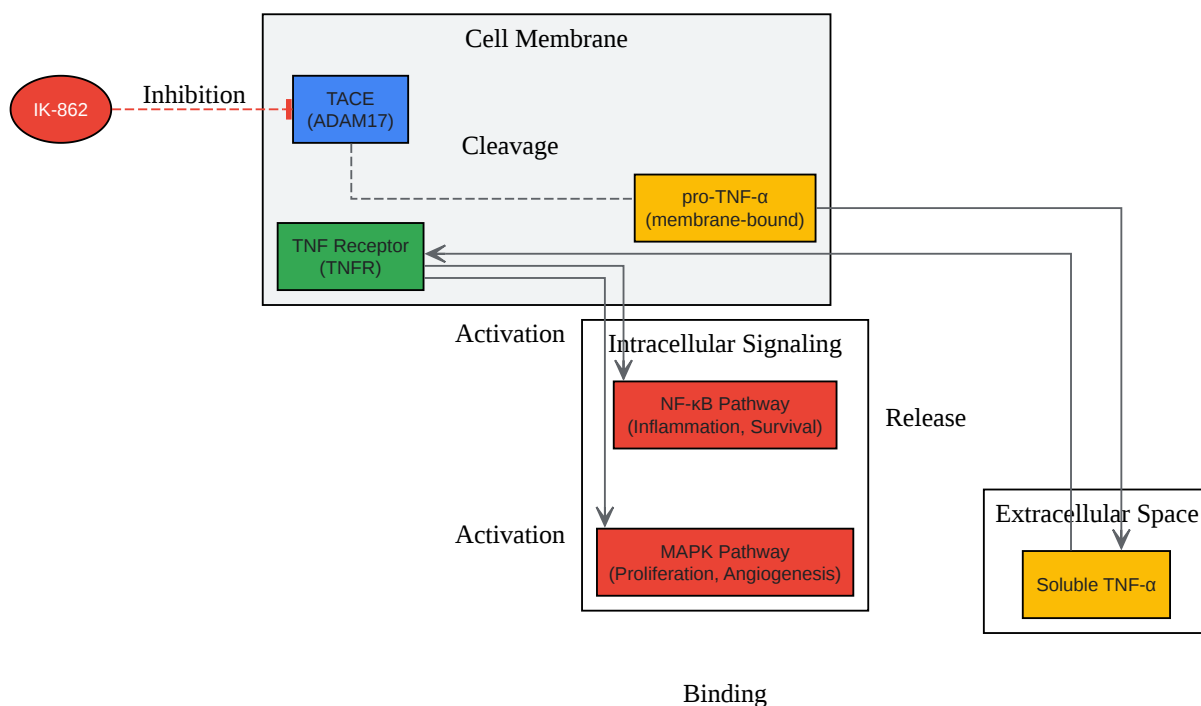 Cell Membrane
IK-862
Inhibition
TACE
(ADAM17)
Cleavage
pro-TNF-α
(membrane-bound)
TNF Receptor
(TNFR)
Activation
Intracellular Signaling
NF-κB Pathway
(Inflammation, Survival)
Release
Extracellular Space
Activation
MAPK Pathway
(Proliferation, Angiogenesis)
Soluble TNF-α
Binding